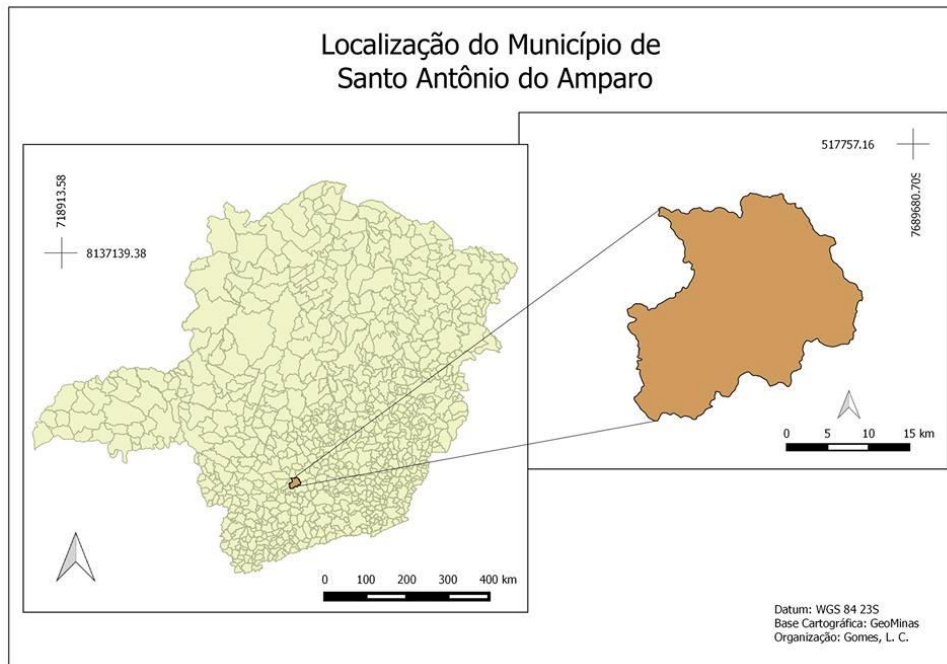 Localização do Município de
Santo Antônio do Amparo
718913.58
8137139.38
0 100 200 300 400 km
517757.16
7689680.70S
0 5 10 15 km
Datum: WGS 84 23S
Base Cartográfica: GeoMinas
Organização: Gomes, L. C.